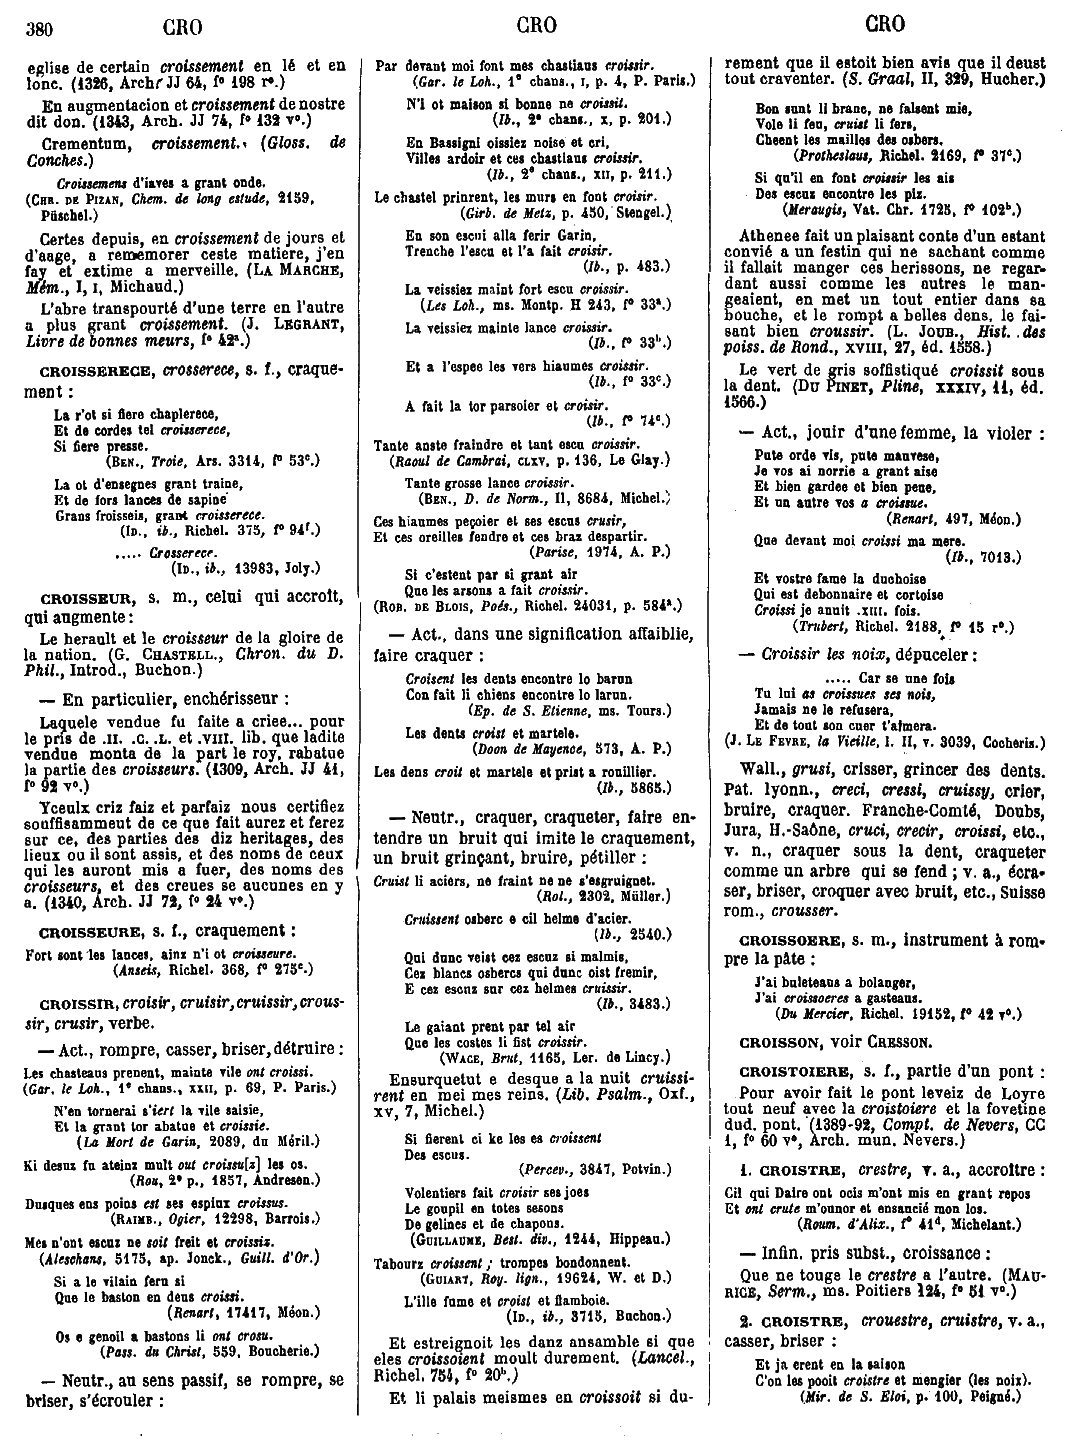 380 CRO
CRO
CRO
eglise de certain croissement en lé et en
lonc. (1326, Arch. JJ 64, f° 198 r°.)
En augmentacion et croissement de nostre
dit don. (1343, Arch. JJ 74, f° 132 v°.)
Crementum, croissement. (Gloss. de
Conches.)
Croissemens d'iaves a grant onde.
(CHR. DE PIZAN, Chem. de long estude, 2159,
Püschel.)
Certes depuis, en croissement de jours et
d'aage, a rememorer ceste matiere, j'en
fay et extime a merveille. (LA MARCHE,
Mém., I, I, Michaud.)
L'abre transpourté d'une terre en l'autre
a plus grant croissement. (J. LEGRANT,
Livre de bonnes meurs, f° 42ª.)
CROISSERECE, crosserece, s. f., craque-
ment :
La r'ot si fiere chaplerece,
Et de cordes tel croisserece,
Si fiere presse.
(BEN., Troie, Ars. 3314, f° 53ᶜ.)
La ot d'ensegnes grant traine,
Et de fors lances de sapine
Grans froisseis, grant croisserece.
(ID., ib., Richel. 375, f° 94ᶠ.)
..... Crosserece.
(ID., ib., 13983, Joly.)
CROISSEUR, s. m., celui qui accroît,
qui augmente :
Le herault et le croisseur de la gloire de
la nation. (G. CHASTELL., Chron. du D.
Phil., Introd., Buchon.)
— En particulier, enchérisseur :
Laquele vendue fu faite a criee... pour
le pris de .II. .C. .L. et .VIII. lib. que ladite
vendue monta de la part le roy, rabatue
la partie des croisseurs. (1309, Arch. JJ 41,
f° 92 v°.)
Yceulx criz faiz et parfaiz nous certifiez
souffisamment de ce que fait aurez et ferez
sur ce, des parties des diz heritages, des
lieux ou il sont assis, et des noms de ceux
qui les auront mis a fuer, des noms des
croisseurs, et des creues se aucunes en y
a. (1340, Arch. JJ 72, f° 24 v°.)
CROISSEURE, s. f., craquement :
Fort sont les lances, ainz n'i ot croisseure.
(Anseis, Richel. 368, f° 275ᶜ.)
CROISSIR, croisir, cruisir, cruissir, crous-
sir, crusir, verbe.
— Act., rompre, casser, briser, détruire :
Les chasteaus prenent, mainte vile ont croissi.
(Gar. le Loh., 1ᵉ chans., XXII, p. 69, P. Paris.)
N'en tornerai s'iert la vile saisie,
Et la grant tor abatue et croissie.
(La Mort de Garin, 2089, du Méril.)
Ki desuz fu ateinz mult out croissu[z] les os.
(Rou, 2ᵉ p., 1857, Andresen.)
Dusques ens poins est ses espiux croissus.
(RAIMB., Ogier, 12298, Barrois.)
Mes n'ont escuz ne soit freit et croissiz.
(Aleschans, 5175, ap. Jonck., Guill. d'Or.)
Si a le vilain feru si
Que le baston en deus croissi.
(Renart, 17417, Méon.)
Os e genoil a bastons li ont crosu.
(Pass. du Christ, 559, Boucherie.)
— Neutr., au sens passif, se rompre, se
briser, s'écrouler :
Par devant moi font mes chastiaus croissir.
(Gar. le Loh., 1ᵉ chans., I, p. 4, P. Paris.)
N'i ot maison si bonne ne croissit.
(Ib., 2ᵉ chans., X, p. 201.)
En Bassigni oissiez noise et cri,
Villes ardoir et ces chastiaus croissir.
(Ib., 2ᵉ chans., XII, p. 211.)
Le chastel prinrent, les murs en font croisir.
(Girb. de Metz, p. 450, Stengel.)
En son escui alla ferir Garin,
Trenche l'escu et l'a fait croisir.
(Ib., p. 483.)
La veissiez maint fort escu croissir.
(Les Loh., ms. Montp. H 243, f° 33ª.)
La veissiez mainte lance croissir.
(Ib., f° 33ᵇ.)
Et a l'espee les vers hiaumes croissir.
(Ib., f° 33ᶜ.)
A fait la tor parsoier et croisir.
(Ib., f° 74ᶜ.)
Tante anste fraindre et tant escu croissir.
(Raoul de Cambrai, CLXV, p. 136, Le Glay.)
Tante grosse lance croissir.
(BEN., D. de Norm., II, 8684, Michel.)
Ces hiaumes peçoier et ses escus crusir,
Et ces oreilles fendre et ces braz despartir.
(Parise, 1974, A. P.)
Si c'estent par si grant air
Que les arsons a fait croissir.
(ROB. DE BLOIS, Poés., Richel. 24031, p. 584ª.)
— Act., dans une signification affaiblie,
faire craquer :
Croisent les dents encontre lo baron
Con fait li chiens encontre lo laron.
(Ep. de S. Etienne, ms. Tours.)
Les dents croist et martele.
(Doon de Mayence, 573, A. P.)
Les dens croit et martele et prist a rouillier.
(Ib., 5865.)
— Neutr., craquer, craqueter, faire en-
tendre un bruit qui imite le craquement,
un bruit grinçant, bruire, pétiller :
Cruist li aciers, ne fraint ne ne s'esgruignet.
(Rol., 2302, Müller.)
Cruissent osberc e cil helme d'acier.
(Ib., 2540.)
Qui dunc veist cez escuz si malmis,
Cez blancs osbercs qui dunc oist fremir,
E cez escuz sur cez helmes cruissir.
(Ib., 3483.)
Le gaiant prent par tel air
Que les costes li fist croissir.
(WACE, Brut, 1165, Ler. de Lincy.)
Ensurquetut e desque a la nuit cruissi-
rent en mei mes reins. (Lib. Psalm., Oxf.,
XV, 7, Michel.)
Si fierent ci ke les es croissent
Des escus.
(Percev., 3847, Potvin.)
Volentiers fait croisir ses joes
Le goupil en totes sesons
De gelines et de chapons.
(GUILLAUME, Best. div., 1244, Hippeau.)
Tabourz croissent ; trompes bondonnent.
(GUIART, Roy. lign., 19624, W. et D.)
L'ille fume et croist et flamboie.
(ID., ib., 3715, Buchon.)
Et estreignoit les danz ansamble si que
eles croissoient moult durement. (Lancel.,
Richel. 754, f° 20ᵇ.)
Et li palais meismes en croissoit si du-
rement que il estoit bien avis que il deust
tout craventer. (S. Graal, II, 329, Hucher.)
Bon sunt li branc, ne falsent mie,
Vole li feu, cruist li fers,
Cheent les mailles des osbers.
(Protheslaus, Richel. 2169, f° 37ᶜ.)
Si qu'il en font croissir les ais
Des escuz encontre les piz.
(Meraugis, Vat. Chr. 1725, f° 102ᵇ.)
Athenee fait un plaisant conte d'un estant
convié a un festin qui ne sachant comme
il fallait manger ces herissons, ne regar-
dant aussi comme les autres le man-
geaient, en met un tout entier dans sa
bouche, et le rompt a belles dens, le fai-
sant bien croussir. (L. JOUB., Hist. des
poiss. de Rond., XVIII, 27, éd. 1558.)
Le vert de gris soffistiqué croissit sous
la dent. (DU PINET, Pline, XXXIV, 11, éd.
1566.)
— Act., jouir d'une femme, la violer :
Pute orde vis, pute mauvese,
Je vos ai norrie a grant aise
Et bien gardee et bien peue,
Et un autre vos a croissue.
(Renart, 497, Méon.)
Que devant moi croissi ma mere.
(Ib., 7013.)
Et vostre fame la duchoise
Qui est debonnaire et cortoise
Croissi je anuit .XIII. fois.
(Trubert, Richel. 2188, f° 15 r°.)
— Croissir les noix, dépuceler :
..... Car se une fois
Tu lui as croissues ses nois,
Jamais ne le refusera,
Et de tout son cuer t'aimera.
(J. LE FEVRE, la Vieille, l. II, v. 3039, Cocheris.)
Wall., grusi, crisser, grincer des dents.
Pat. lyonn., creci, cressi, cruissy, crier,
bruire, craquer. Franche-Comté, Doubs,
Jura, H.-Saône, cruci, crecir, croissi, etc.,
v. n., craquer sous la dent, craqueter
comme un arbre qui se fend ; v. a., écra-
ser, briser, croquer avec bruit, etc., Suisse
rom., crousser.
CROISSOERE, s. m., instrument à rom-
pre la pâte :
J'ai buleteaus a bolanger,
J'ai croissoeres a gasteaus.
(Du Mercier, Richel. 19152, f° 42 v°.)
CROISSON, voir CRESSON.
CROISTOIERE, s. f., partie d'un pont :
Pour avoir fait le pont leveiz de Loyre
tout neuf avec la croistoiere et la fovetine
dud. pont. (1389-92, Compt. de Nevers, CC
1, f° 60 v°, Arch. mun. Nevers.)
1. CROISTRE, crestre, v. a., accroître :
Cil qui Daire ont ocis m'ont mis en grant repos
Et ont crute m'ounor et ensancié mon los.
(Roum. d'Alix., f° 41ᵈ, Michelant.)
— Infin. pris subst., croissance :
Que ne touge le crestre a l'autre. (MAU-
RICE, Serm., ms. Poitiers 124, f° 51 v°.)
2. CROISTRE, crouestre, cruistre, v. a.,
casser, briser :
Et ja erent en la saison
C'on les pooit croistre et mengier (les noix).
(Mir. de S. Eloi, p. 100, Peigné.)